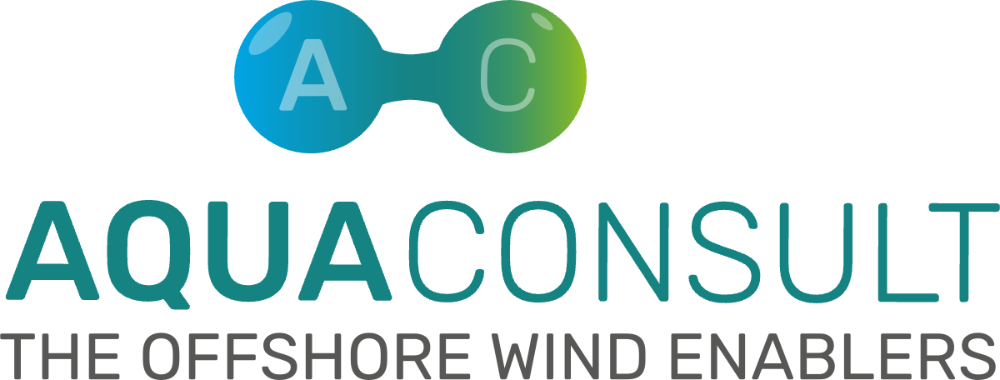 A C
AQUACONSULT
THE OFFSHORE WIND ENABLERS